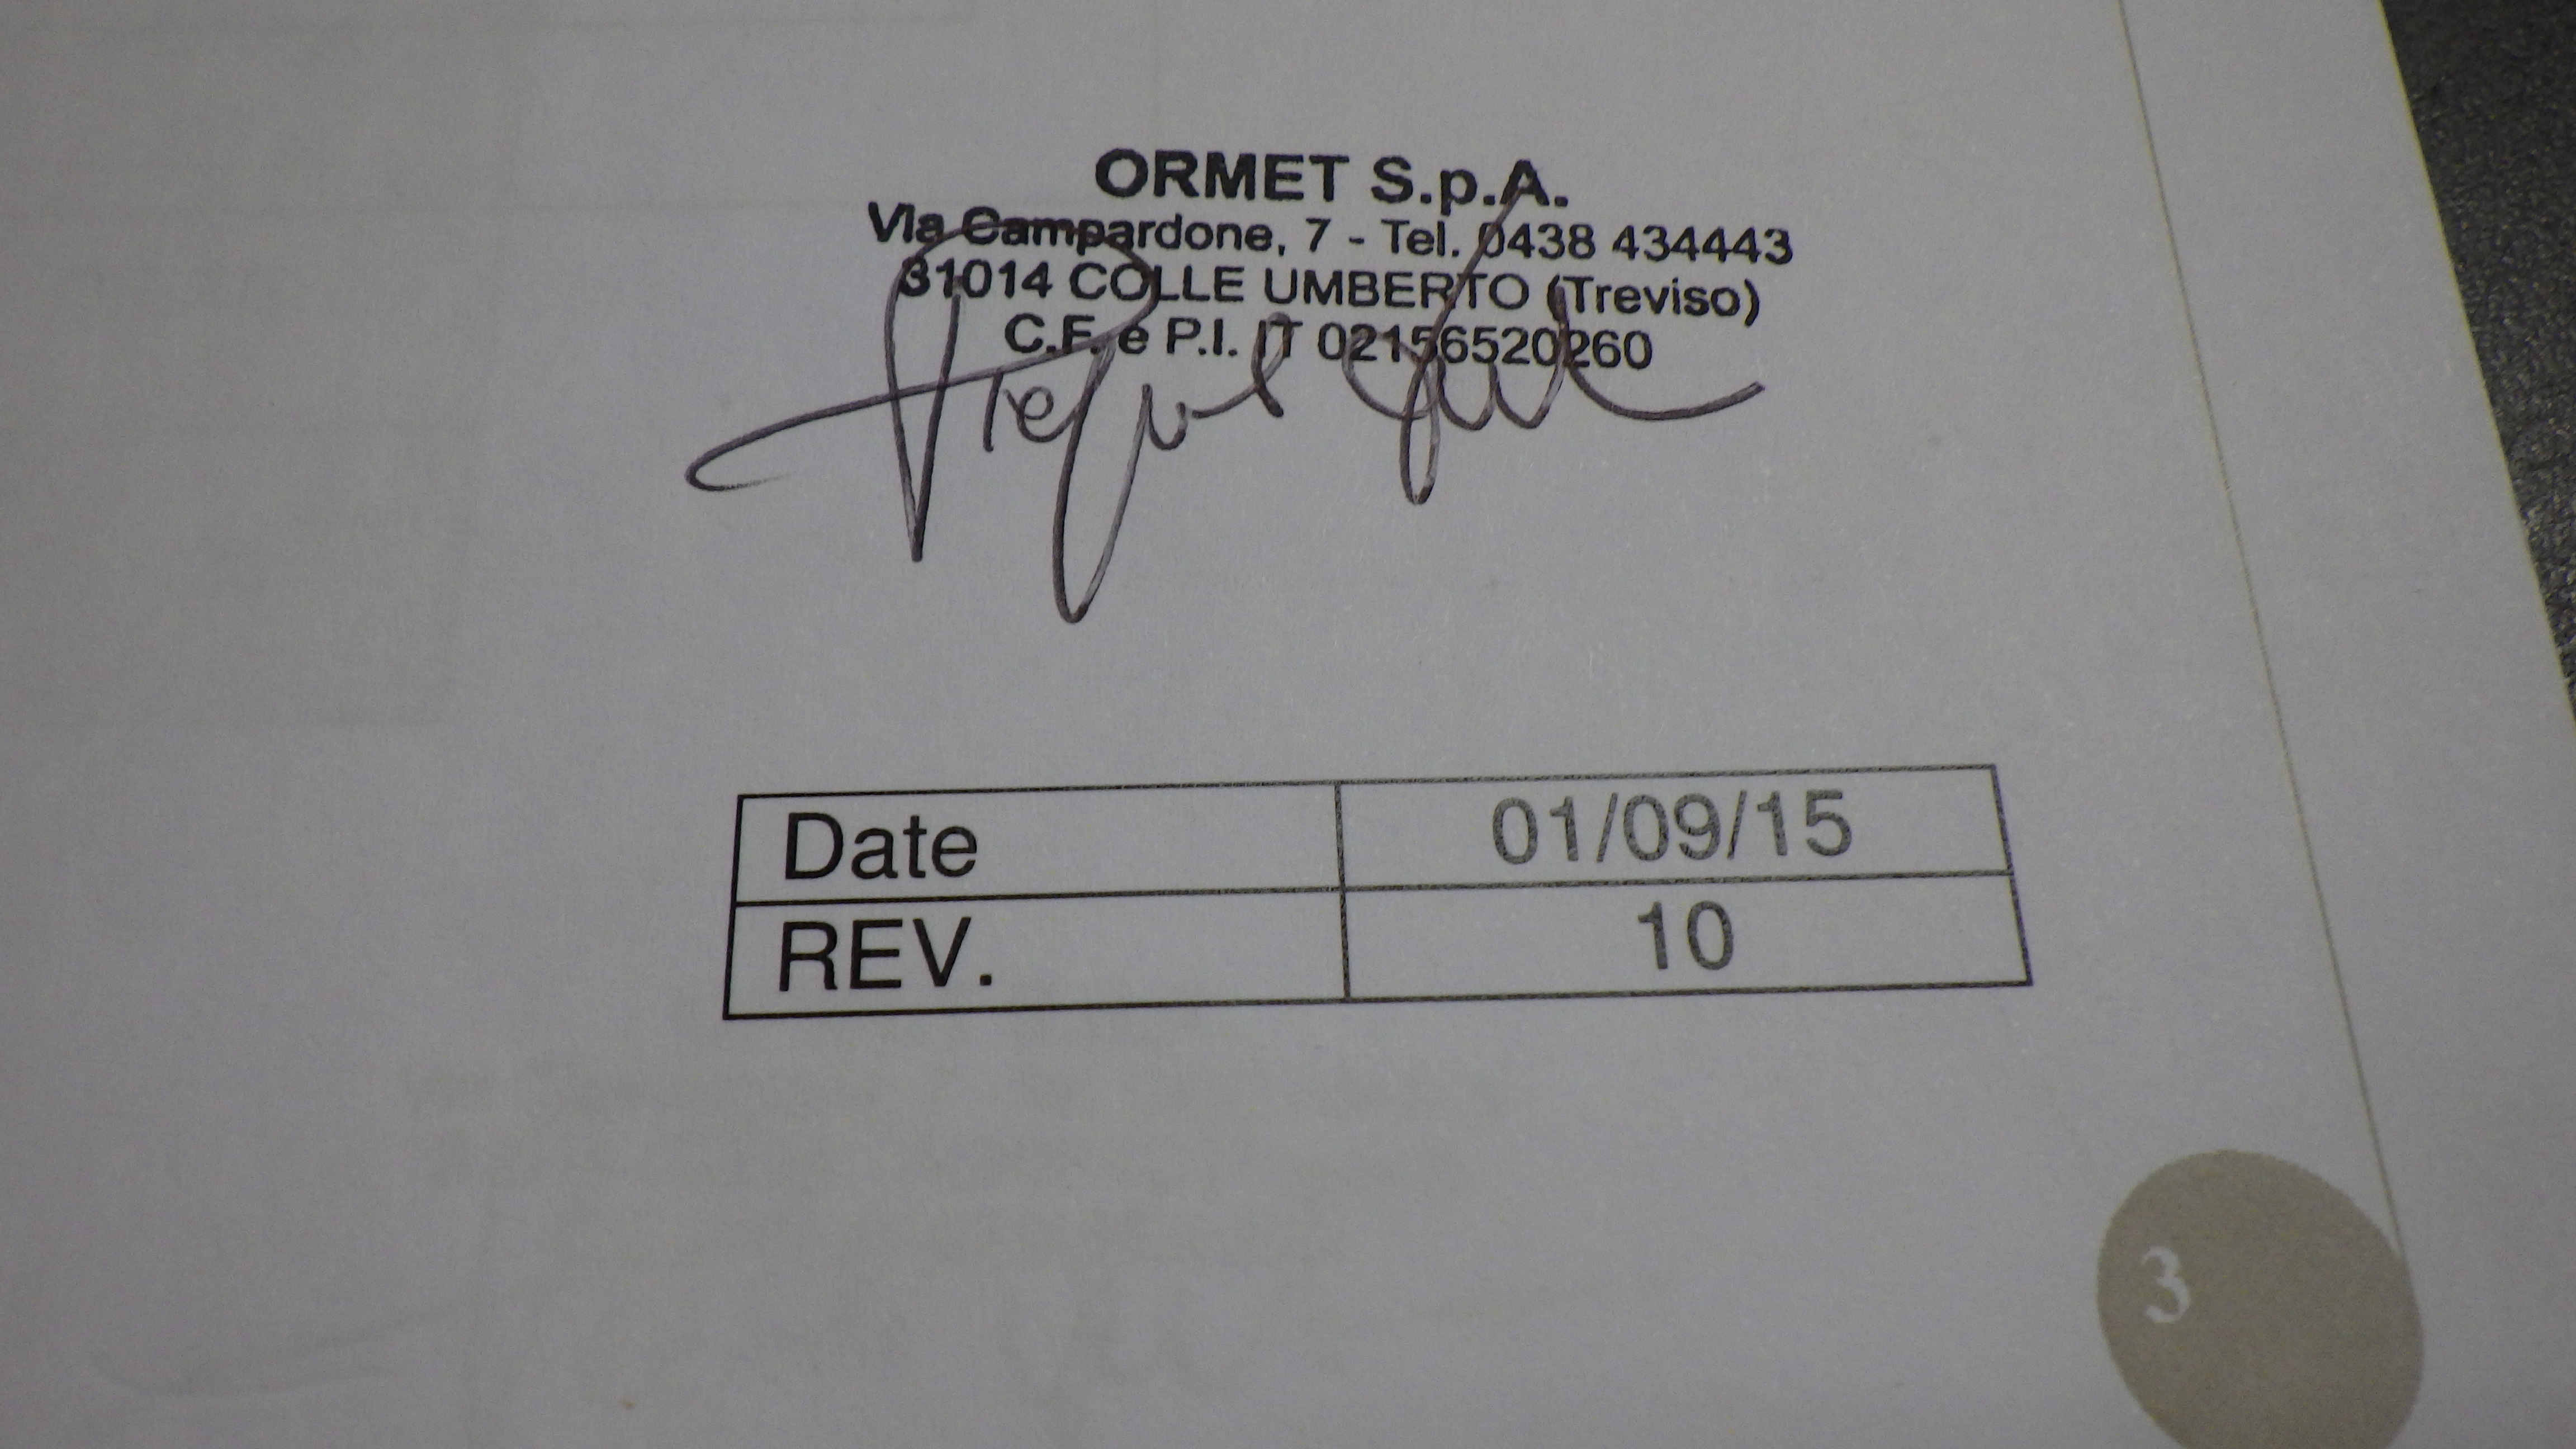 ORMET S.p.A.
Via Campardone, 7 - Tel. 0438 434443
31014 COLLE UMBERTO (Treviso)
C.F. e P.I. IT 02156520260
Date 01/09/15
REV. 10
3